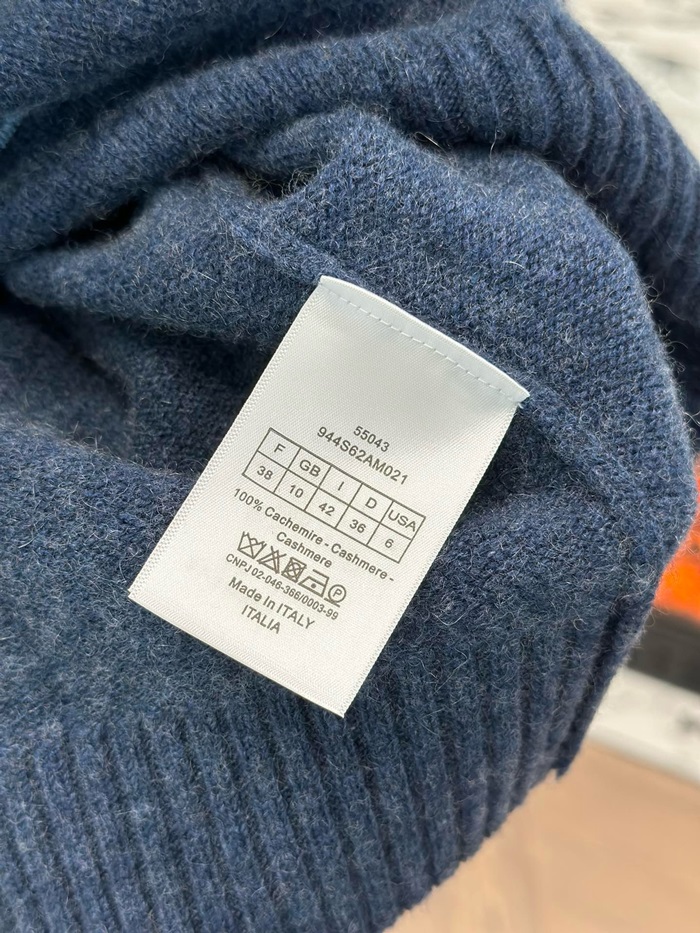 55043
944S62AM021
F GB I D USA
38 10 42 36 6
100% Cachemire - Cashmere -
Cashmere
P
CNPJ 02-046-366/0003-99
Made in ITALY
ITALIA